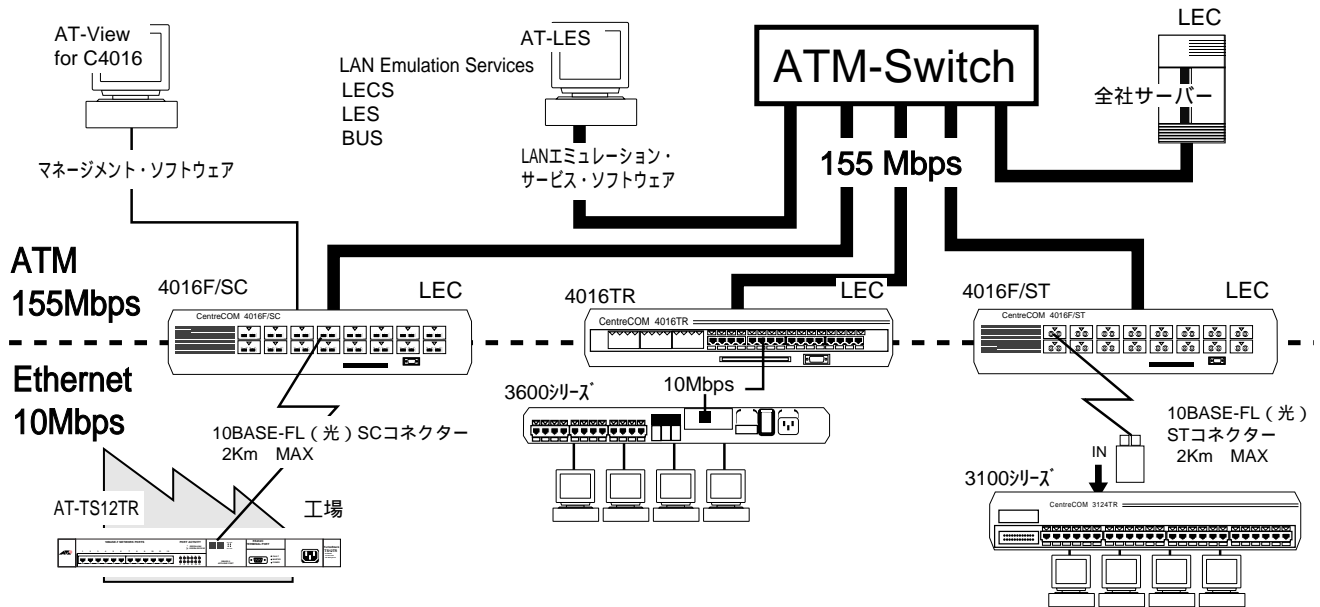 AT-View
for C4016
マネージメント・ソフトウェア
LAN Emulation Services
LECS
LES
BUS
AT-LES
LANエミュレーション・
サービス・ソフトウェア
ATM-Switch
155 Mbps
LEC
全社サーバー
ATM
155Mbps
Ethernet
10Mbps
4016F/SC
LEC
CentreCOM 4016F/SC
4016TR
LEC
CentreCOM 4016TR
4016F/ST
LEC
CentreCOM 4016F/ST
10BASE-FL(光)SCコネクター
2Km MAX
AT-TS12TR
工場
3600シリーズ
10Mbps
10BASE-FL(光)
STコネクター
2Km MAX
IN
3100シリーズ
CentreCOM 3124TR